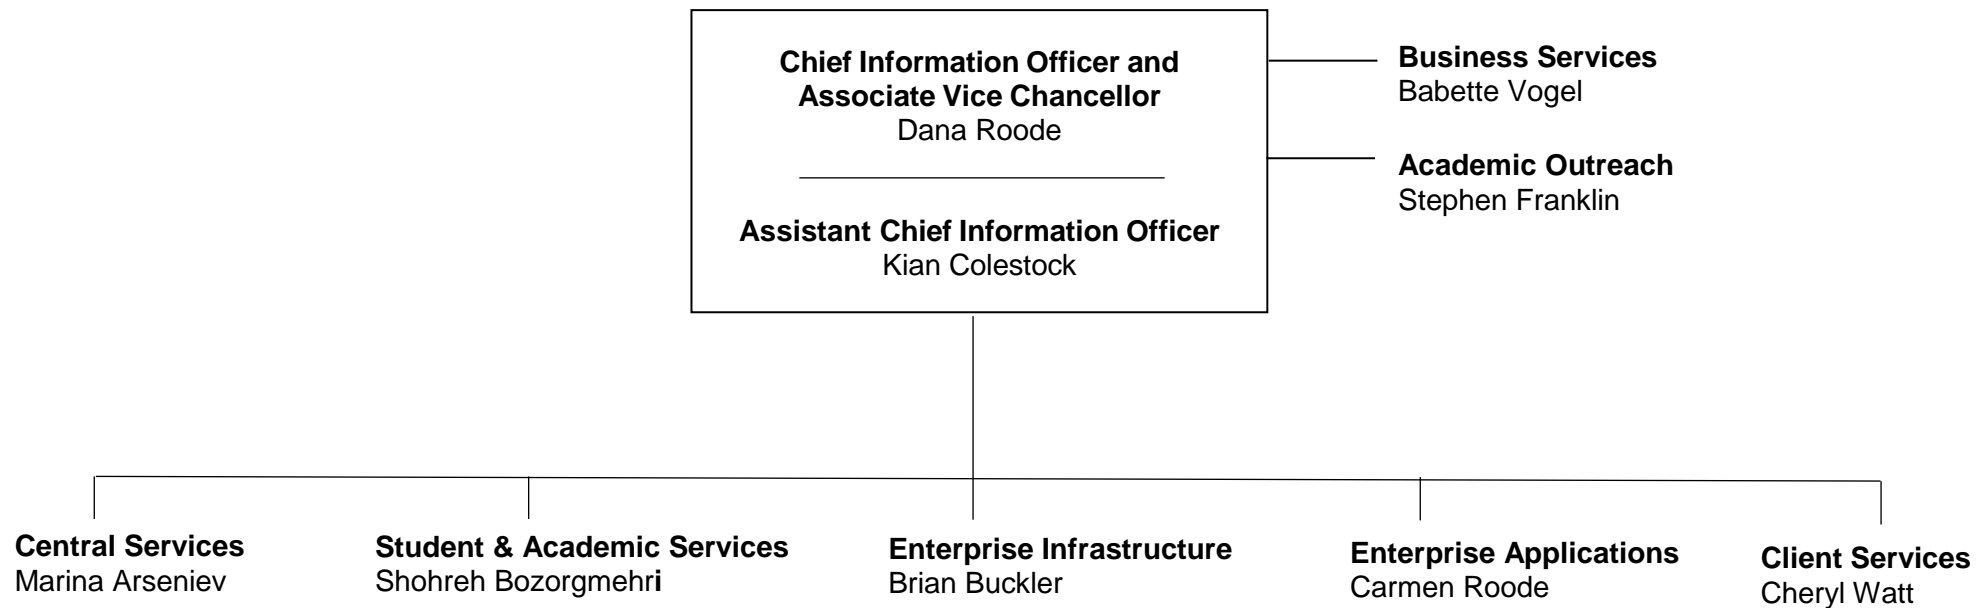 Chief Information Officer and
Associate Vice Chancellor
Dana Roode
Assistant Chief Information Officer
Kian Colestock
Business Services
Babette Vogel
Academic Outreach
Stephen Franklin
Central Services
Marina Arseniev
Student & Academic Services
Shohreh Bozorgmehri
Enterprise Infrastructure
Brian Buckler
Enterprise Applications
Carmen Roode
Client Services
Cheryl Watt